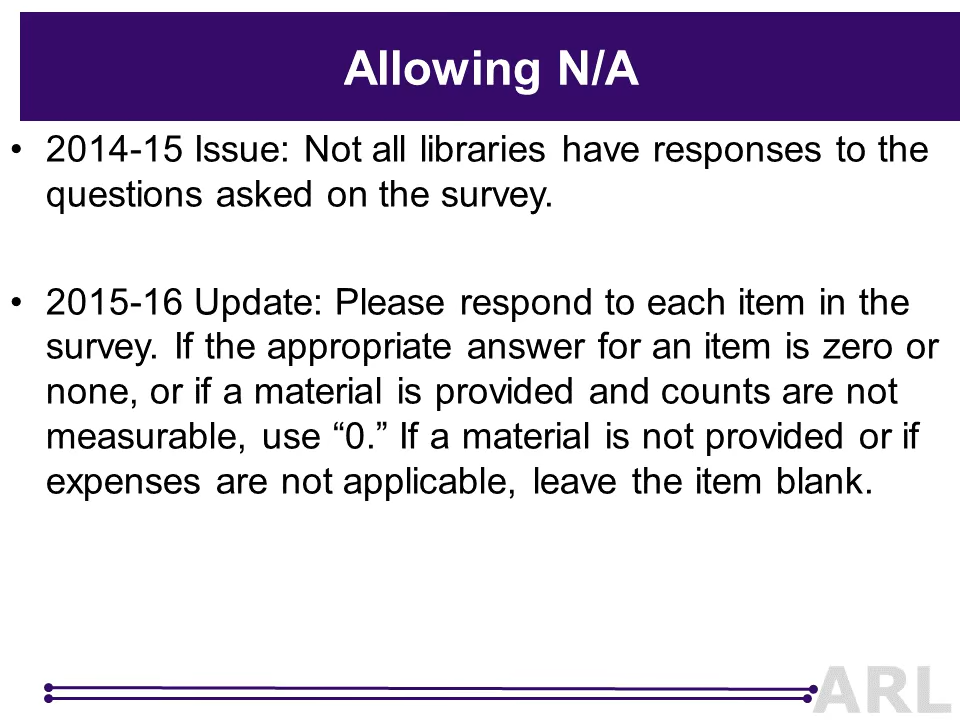 Allowing N/A
• 2014-15 Issue: Not all libraries have responses to the
questions asked on the survey.
• 2015-16 Update: Please respond to each item in the
survey. If the appropriate answer for an item is zero or
none, or if a material is provided and counts are not
measurable, use “0.” If a material is not provided or if
expenses are not applicable, leave the item blank.
ARL